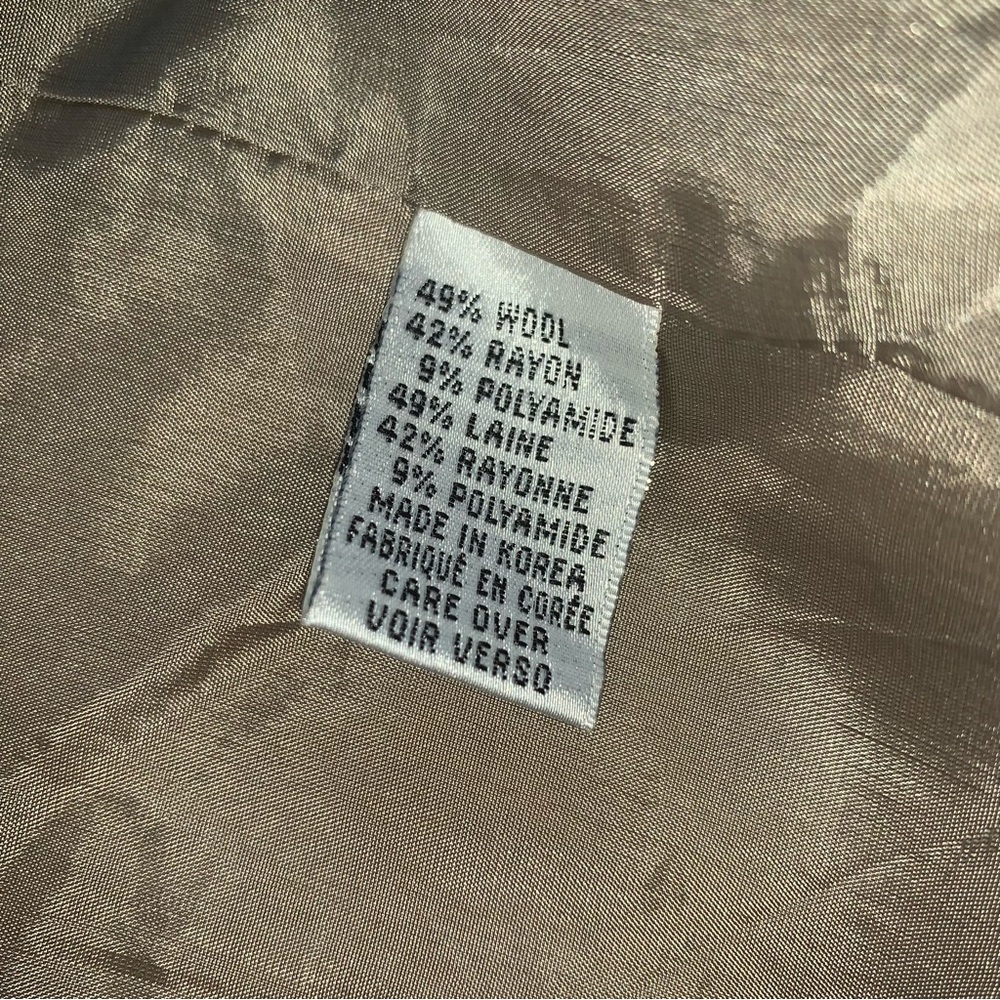 49% WOOL
42% RAYON
9% POLYAMIDE
49% LAINE
42% RAYONNE
9% POLYAMIDE
MADE IN KOREA
FABRIQUÉ EN CORÉE
CARE OVER
VOIR VERSO